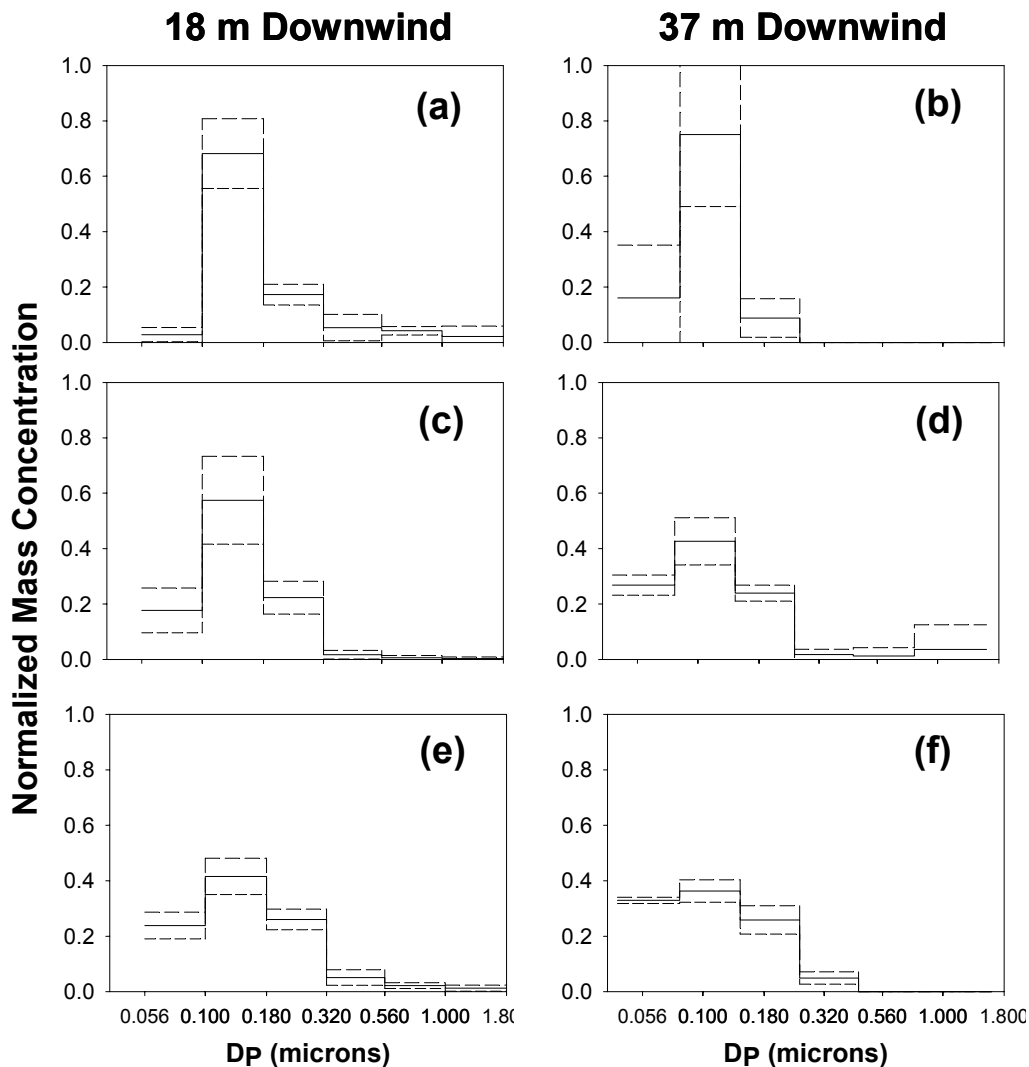 18 m Downwind 37 m Downwind
1.0 1.0
(a) (b)
0.8 0.8
0.6 0.6
0.4 0.4
0.2 0.2
0.0 0.0
1.0 1.0
(c) (d)
0.8 0.8
0.6 0.6
0.4 0.4
0.2 0.2
0.0 0.0
1.0 1.0
(e) (f)
0.8 0.8
0.6 0.6
0.4 0.4
0.2 0.2
0.0 0.0
Normalized Mass Concentration
0.056 0.100 0.180 0.320 0.560 1.000 1.80 0.056 0.100 0.180 0.320 0.560 1.000 1.800
DP (microns) DP (microns)